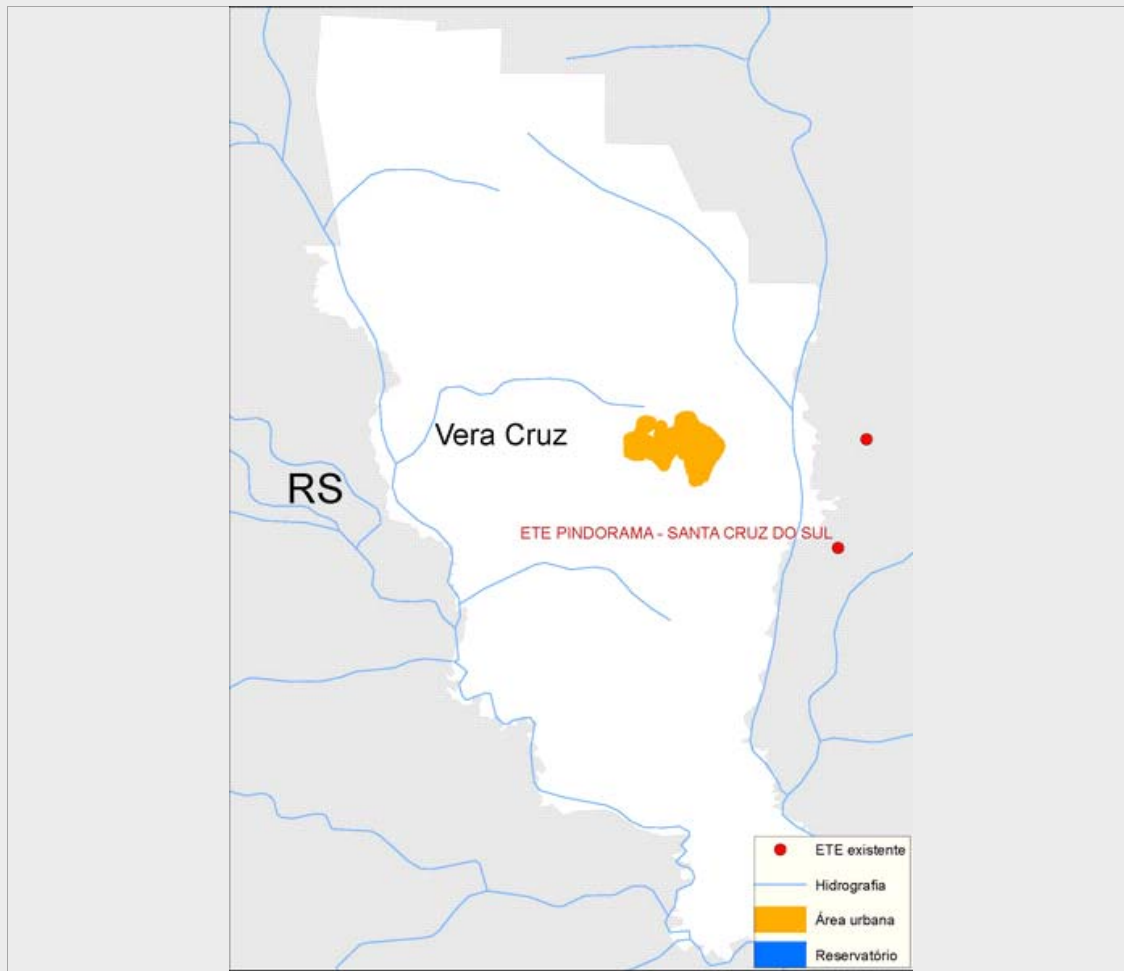 Vera Cruz
RS
ETE PINDORAMA - SANTA CRUZ DO SUL
ETE existente
Hidrografia
Área urbana
Reservatório